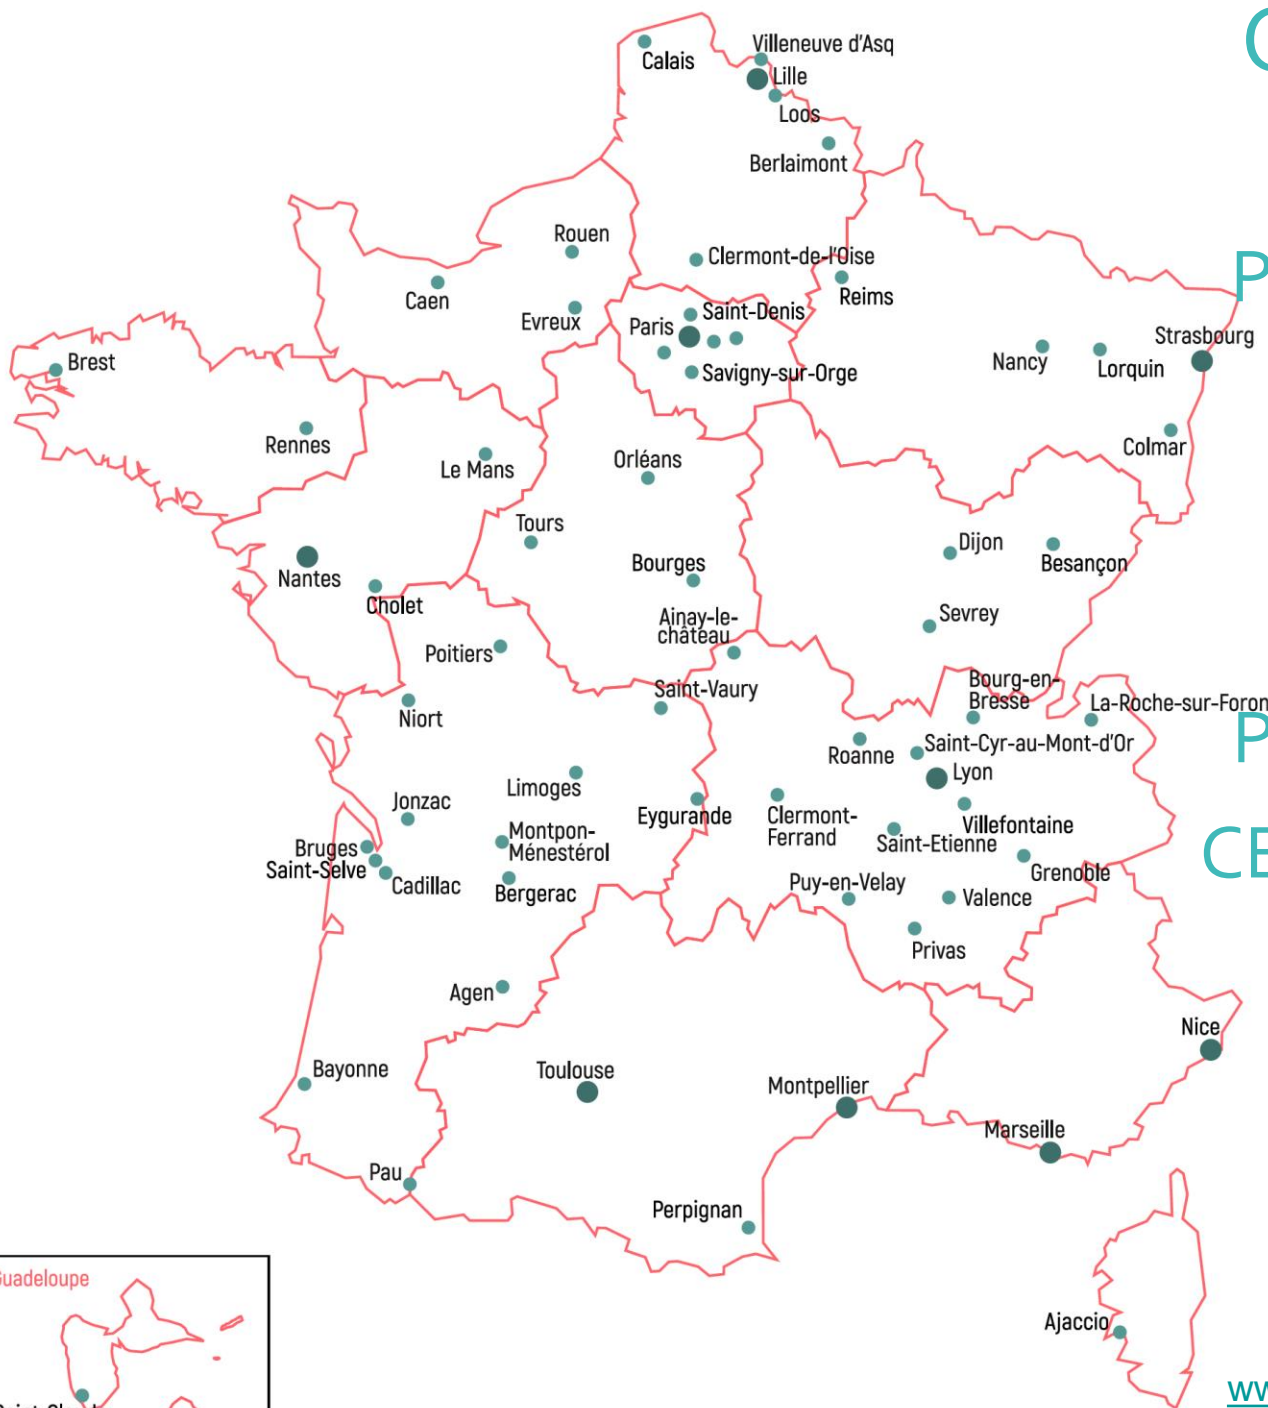 Villeneuve d'Asq
Calais
Lille
Loos
Berlaimont
Rouen
Clermont-de-l'Oise
Caen
Reims
Evreux
Saint-Denis
Paris
Strasbourg
Brest
Nancy
Lorquin
Savigny-sur-Orge
Rennes
Colmar
Le Mans
Orléans
Tours
Dijon
Bourges
Besançon
Nantes
Cholet
Ainay-le-
château
Sevrey
Poitiers
Bourg-en-
Bresse
Saint-Vaury
La-Roche-sur-Foron
Niort
Roanne
Saint-Cyr-au-Mont-d'Or
Lyon
Limoges
Jonzac
Eygurande
Clermont-
Ferrand
Villefontaine
Montpon-
Ménestérol
Saint-Etienne
Bruges
Saint-Selve
Grenoble
Cadillac
Bergerac
Puy-en-Velay
Valence
Privas
Agen
Nice
Bayonne
Toulouse
Montpellier
Marseille
Pau
Perpignan
Guadeloupe
Ajaccio
P
P
CE